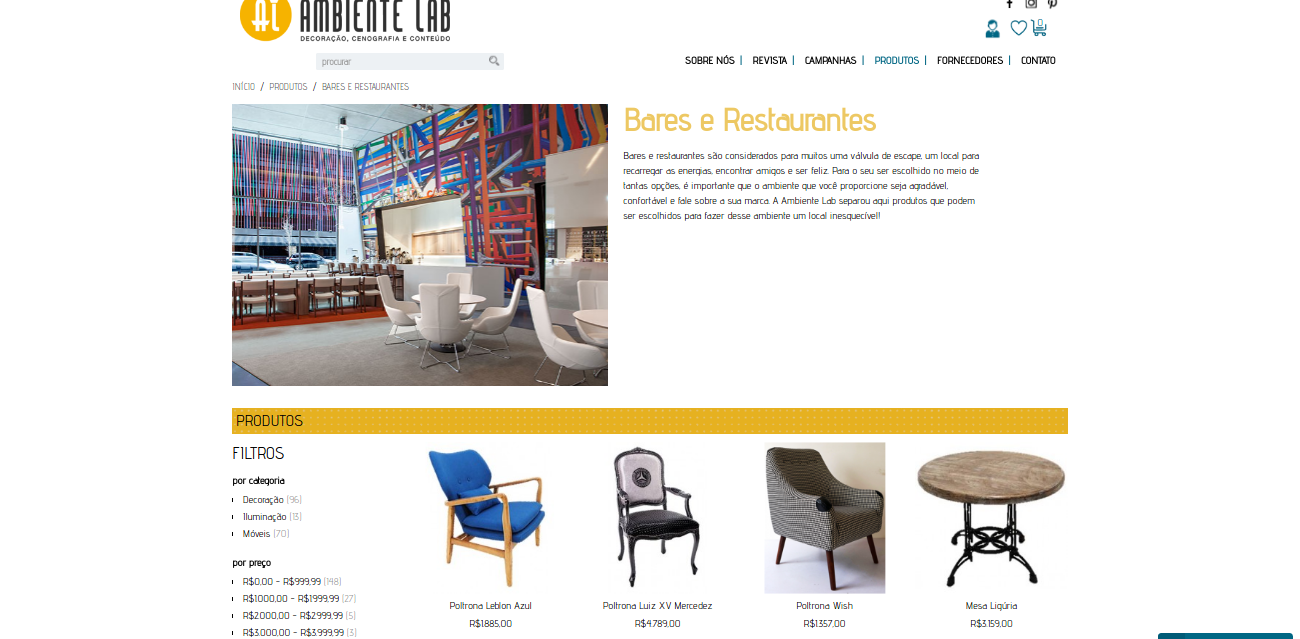 Al
AMBIENTE LAB
DECORAÇÃO, CENOGRAFIA E CONTEÚDO
0
procurar
SOBRE NÓS | REVISTA | CAMPANHAS | PRODUTOS | FORNECEDORES | CONTATO
INÍCIO / PRODUTOS / BARES E RESTAURANTES
Bares e Restaurantes
Bares e restaurantes são considerados para muitos uma válvula de escape, um local para
recarregar as energias, encontrar amigos e ser feliz. Para o seu ser escolhido no meio de
tantas opções, é importante que o ambiente que você proporcione seja agradável,
confortável e fale sobre a sua marca. A Ambiente Lab separou aqui produtos que podem
ser escolhidos para fazer desse ambiente um local inesquecível!
PRODUTOS
FILTROS
por categoria
Decoração (96)
Iluminação (13)
Móveis (70)
por preço
R$0,00 - R$999,99 (148)
R$1.000,00 - R$1.999,99 (27)
R$2.000,00 - R$2.999,99 (5)
R$3.000,00 - R$3.999,99 (3)
Poltrona Leblon Azul
R$1.885,00
Poltrona Luiz XV Mercedez
R$4.789,00
Poltrona Wish
R$1.357,00
Mesa Ligúria
R$3.159,00